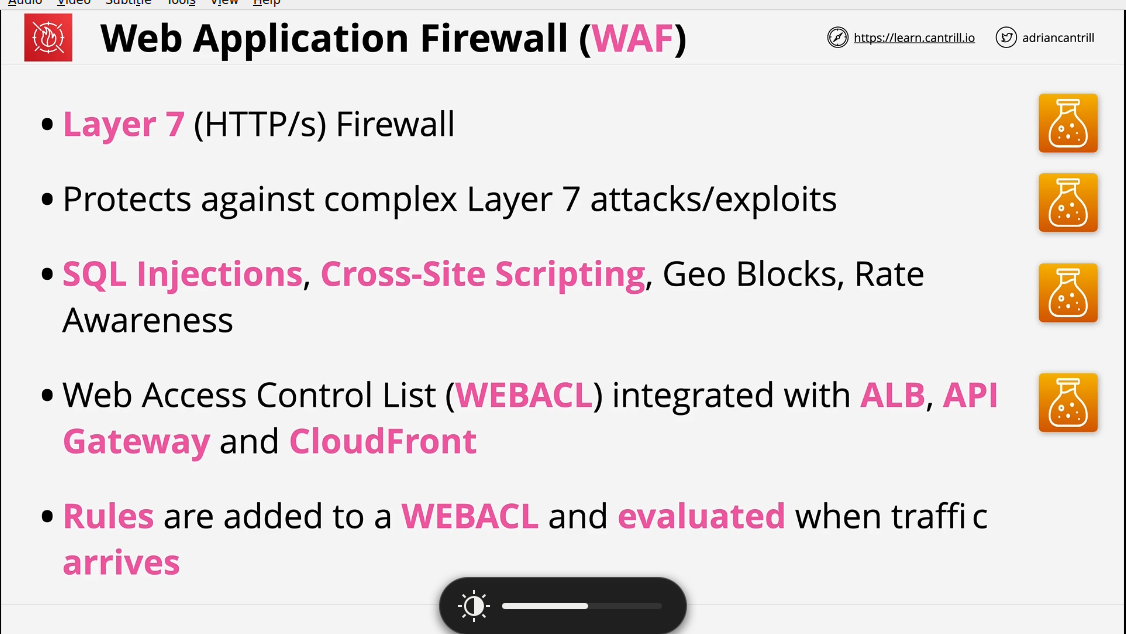 Audio Video Subtitle Tools View Help
Web Application Firewall (WAF)
https://learn.cantrill.io
adriancantrill
• Layer 7 (HTTP/s) Firewall
• Protects against complex Layer 7 attacks/exploits
• SQL Injections, Cross-Site Scripting, Geo Blocks, Rate
Awareness
• Web Access Control List (WEBACL) integrated with ALB, API
Gateway and CloudFront
• Rules are added to a WEBACL and evaluated when traffic
arrives